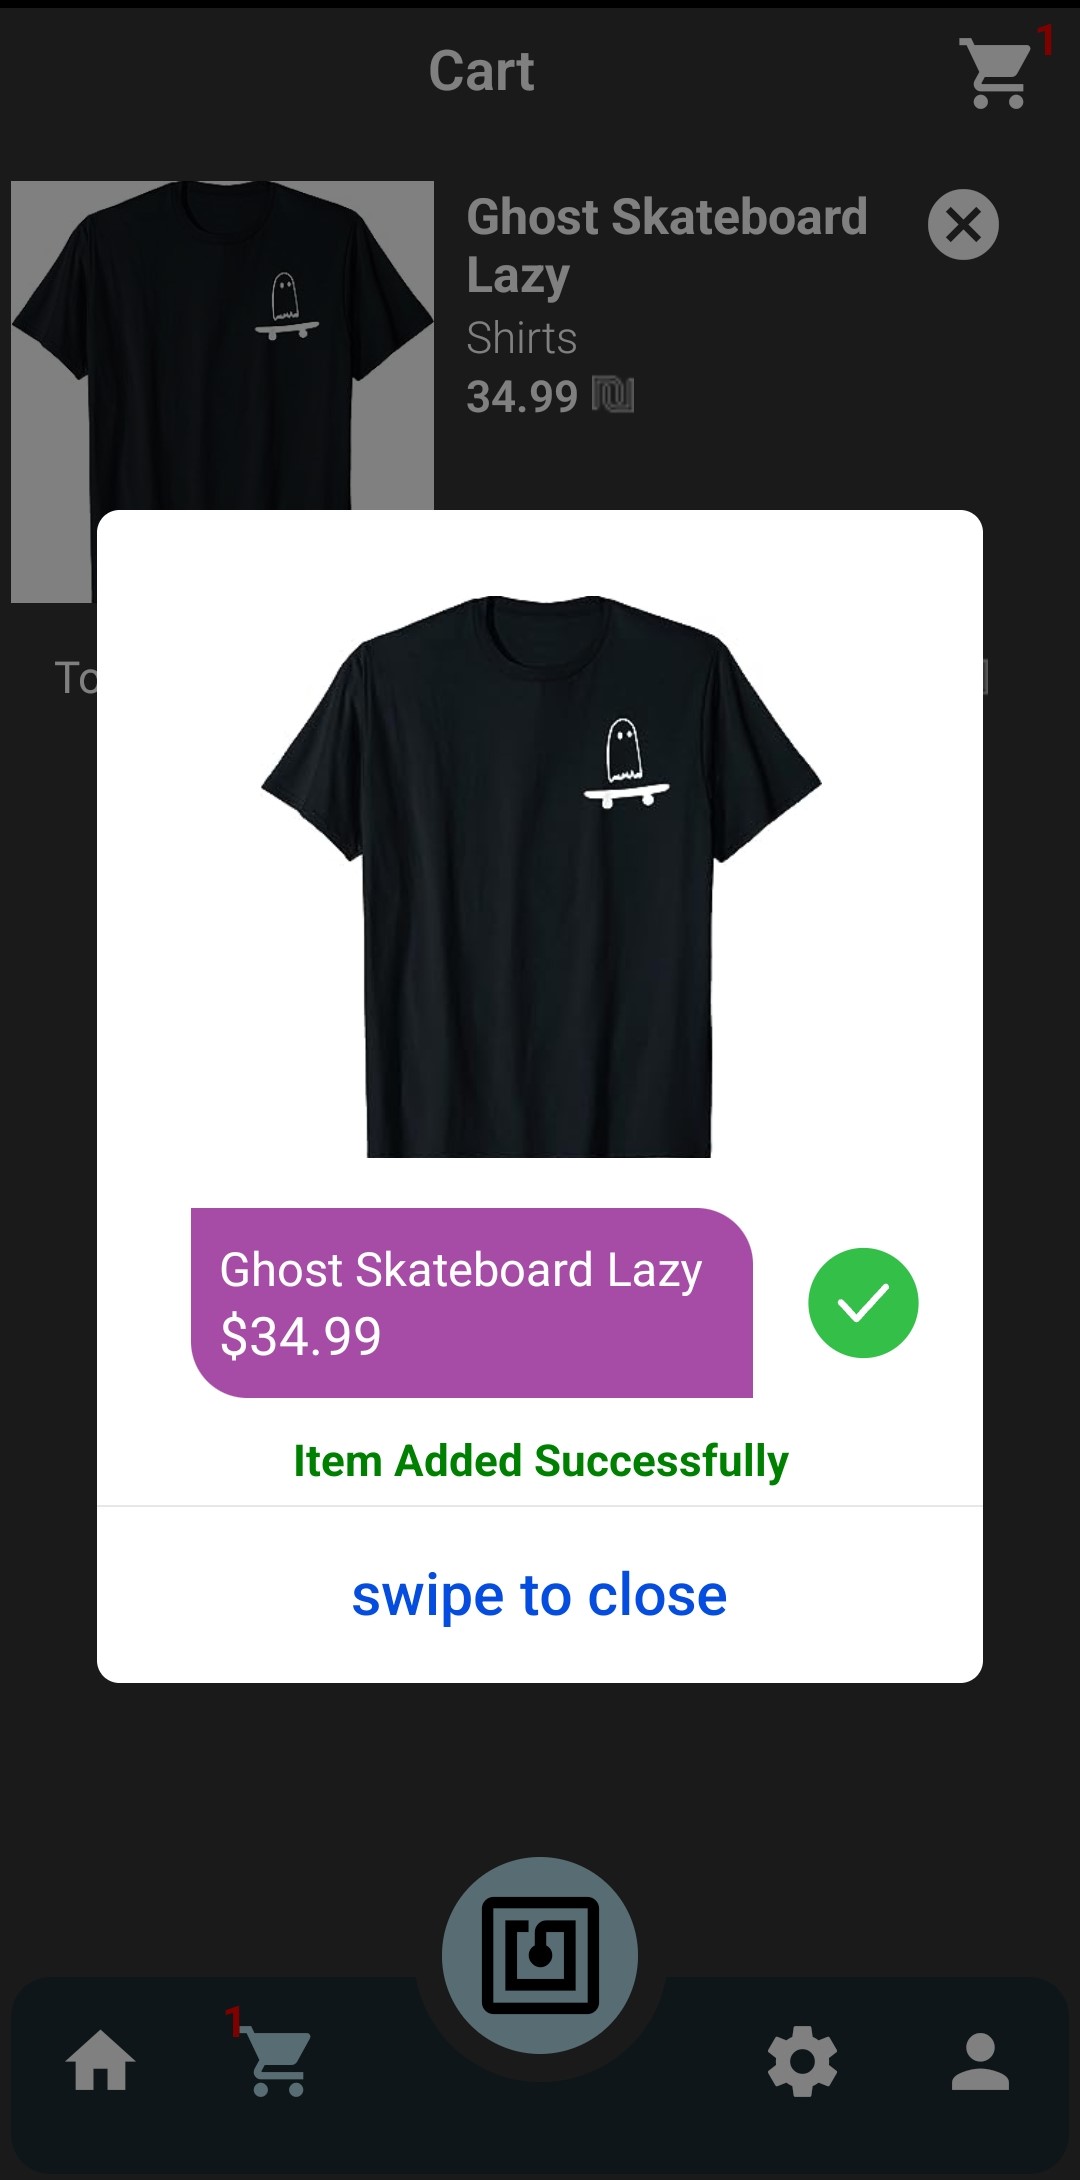 Cart
1
Ghost Skateboard
Lazy
Shirts
34.99 ₪
Ghost Skateboard Lazy
$34.99
Item Added Successfully
swipe to close
1